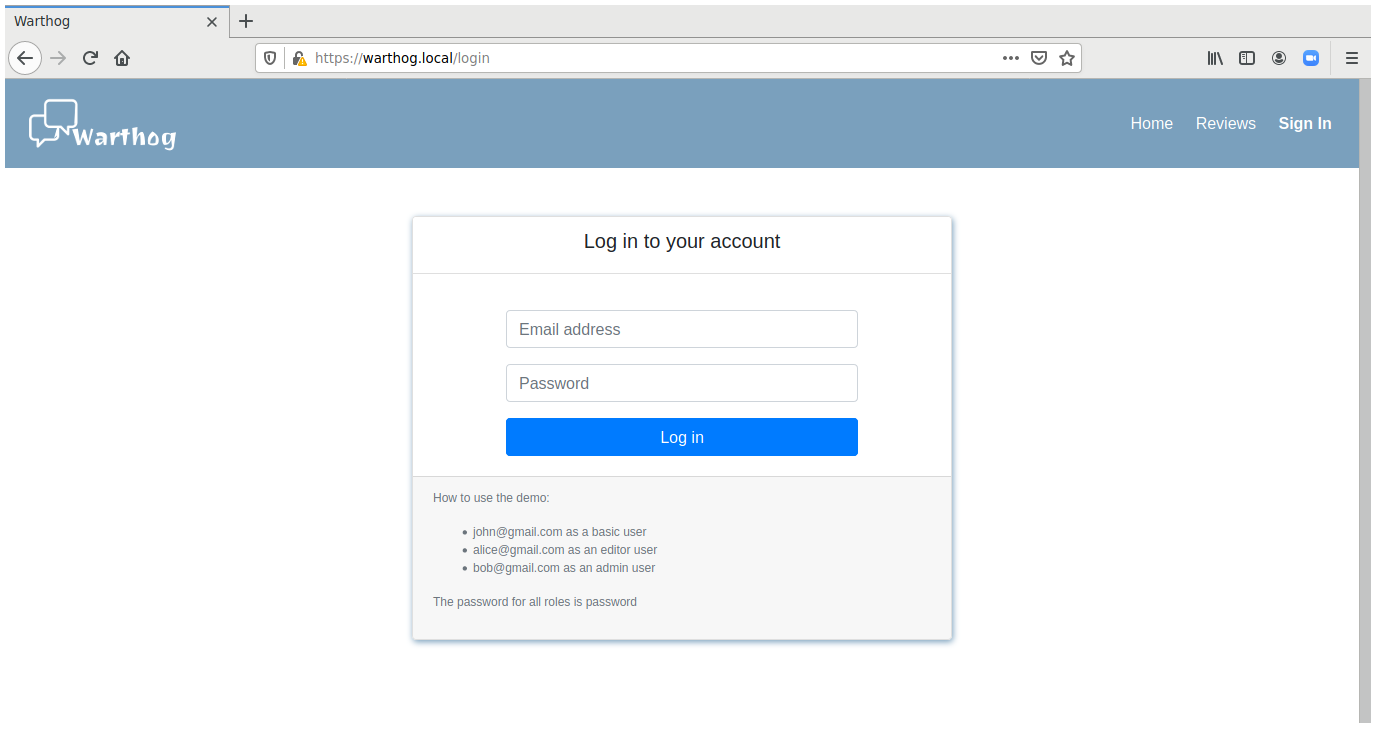 Warthog
https://warthog.local/login
Warthog
Home Reviews Sign In
Log in to your account
Email address
Password
Log in
How to use the demo:
• john@gmail.com as a basic user
• alice@gmail.com as an editor user
• bob@gmail.com as an admin user
The password for all roles is password